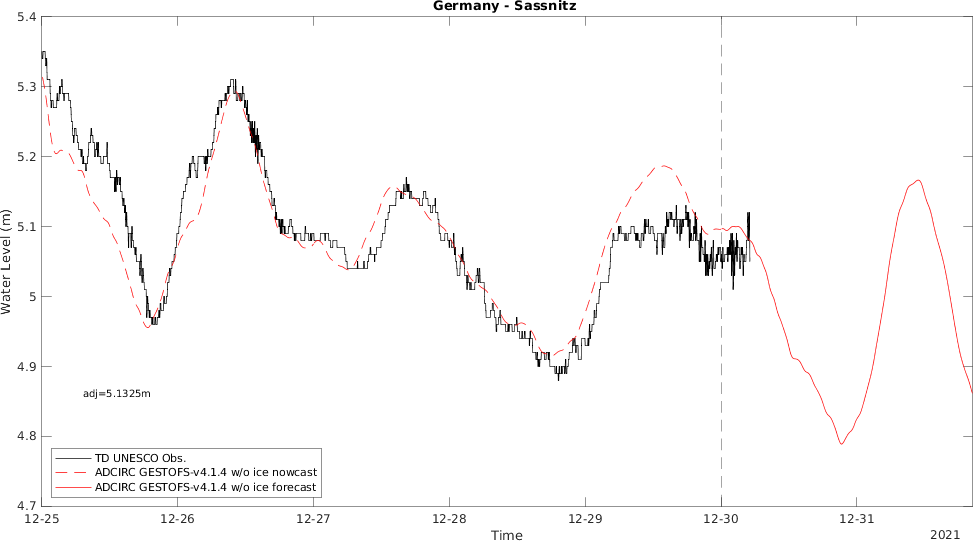 Germany - Sassnitz
5.4
5.3
5.2
5.1
5
4.9
4.8
4.7
Water Level (m)
adj=5.1325m
TD UNESCO Obs.
ADCIRC GESTOFS-v4.1.4 w/o ice nowcast
ADCIRC GESTOFS-v4.1.4 w/o ice forecast
12-25 12-26 12-27 12-28 12-29 12-30 12-31
Time
2021